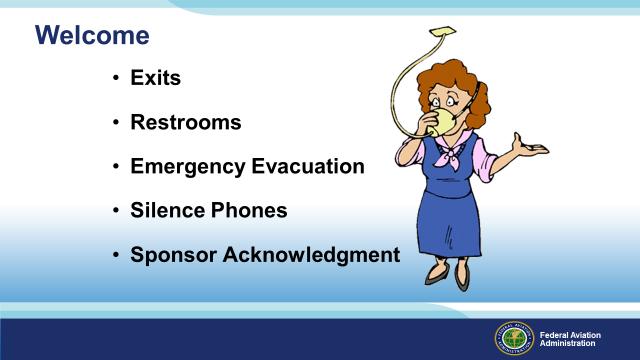 Welcome
• Exits
• Restrooms
• Emergency Evacuation
• Silence Phones
• Sponsor Acknowledgment
Federal Aviation
Administration